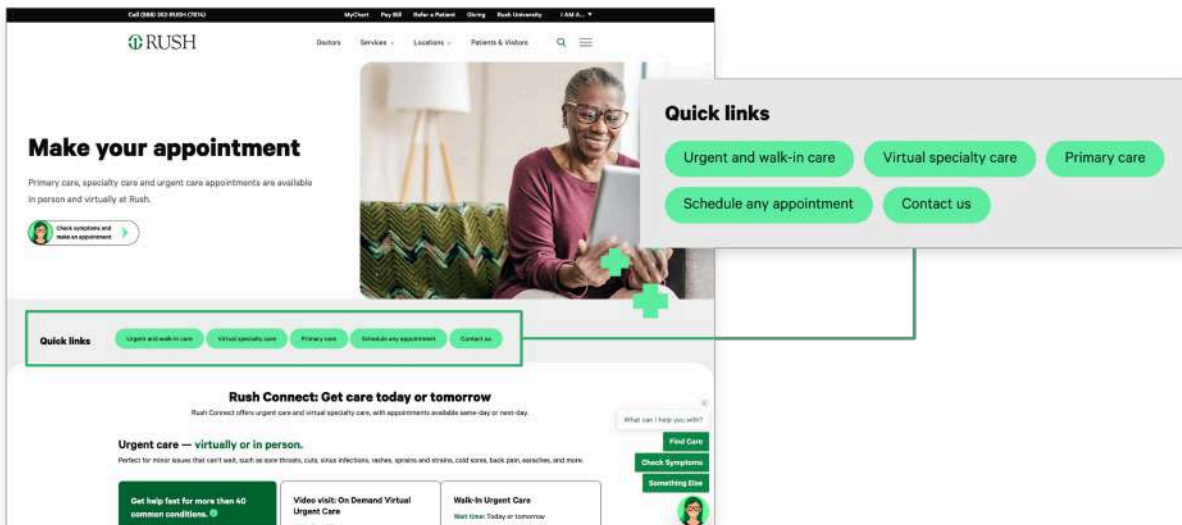 Call (888) 352-RUSH (7874) MyChart Pay Bill Refer a Patient Giving Rush University I AM A...
RUSH Doctors Services Locations Patients & Visitors
Make your appointment
Primary care, specialty care and urgent care appointments are available
in person and virtually at Rush.
Check symptoms and
make an appointment
Quick links
Urgent and walk-in care Virtual specialty care Primary care
Schedule any appointment Contact us
Quick links Urgent and walk-in care Virtual specialty care Primary care Schedule any appointment Contact us
Rush Connect: Get care today or tomorrow
Rush Connect offers urgent care and virtual specialty care, with appointments available same-day or next-day.
What can I help you with?
Find Care
Check Symptoms
Something Else
Urgent care — virtually or in person.
Perfect for minor issues that can't wait, such as sore throats, cuts, sinus infections, rashes, sprains and strains, cold sores, back pain, earaches, and more.
Get help fast for more than 40
common conditions.
Video visit: On Demand Virtual
Urgent Care
Walk-In Urgent Care
Wait time: Today or tomorrow